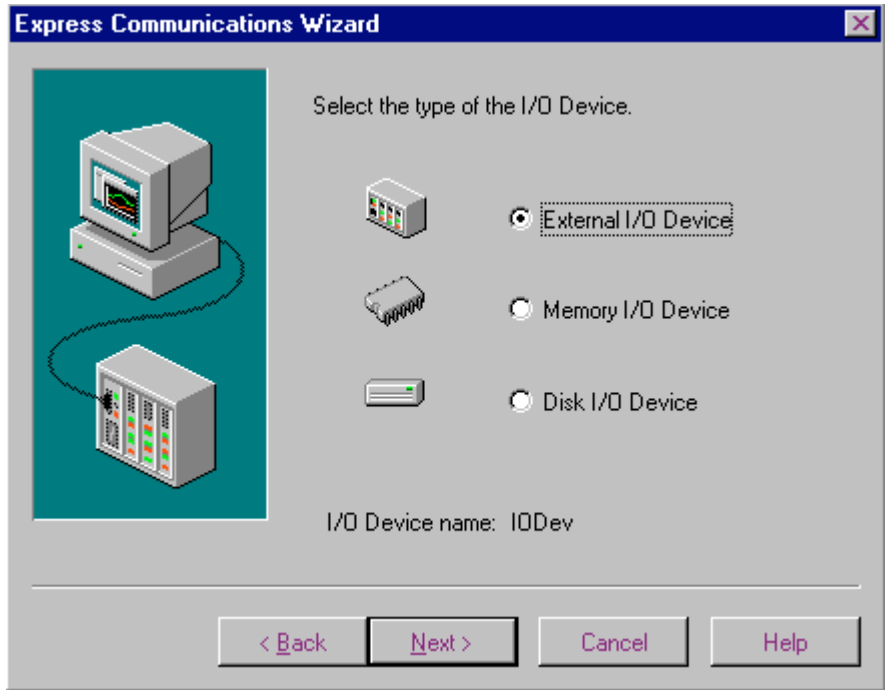 Express Communications Wizard
Select the type of the I/O Device.
External I/O Device
Memory I/O Device
Disk I/O Device
I/O Device name: IODev
< Back Next > Cancel Help